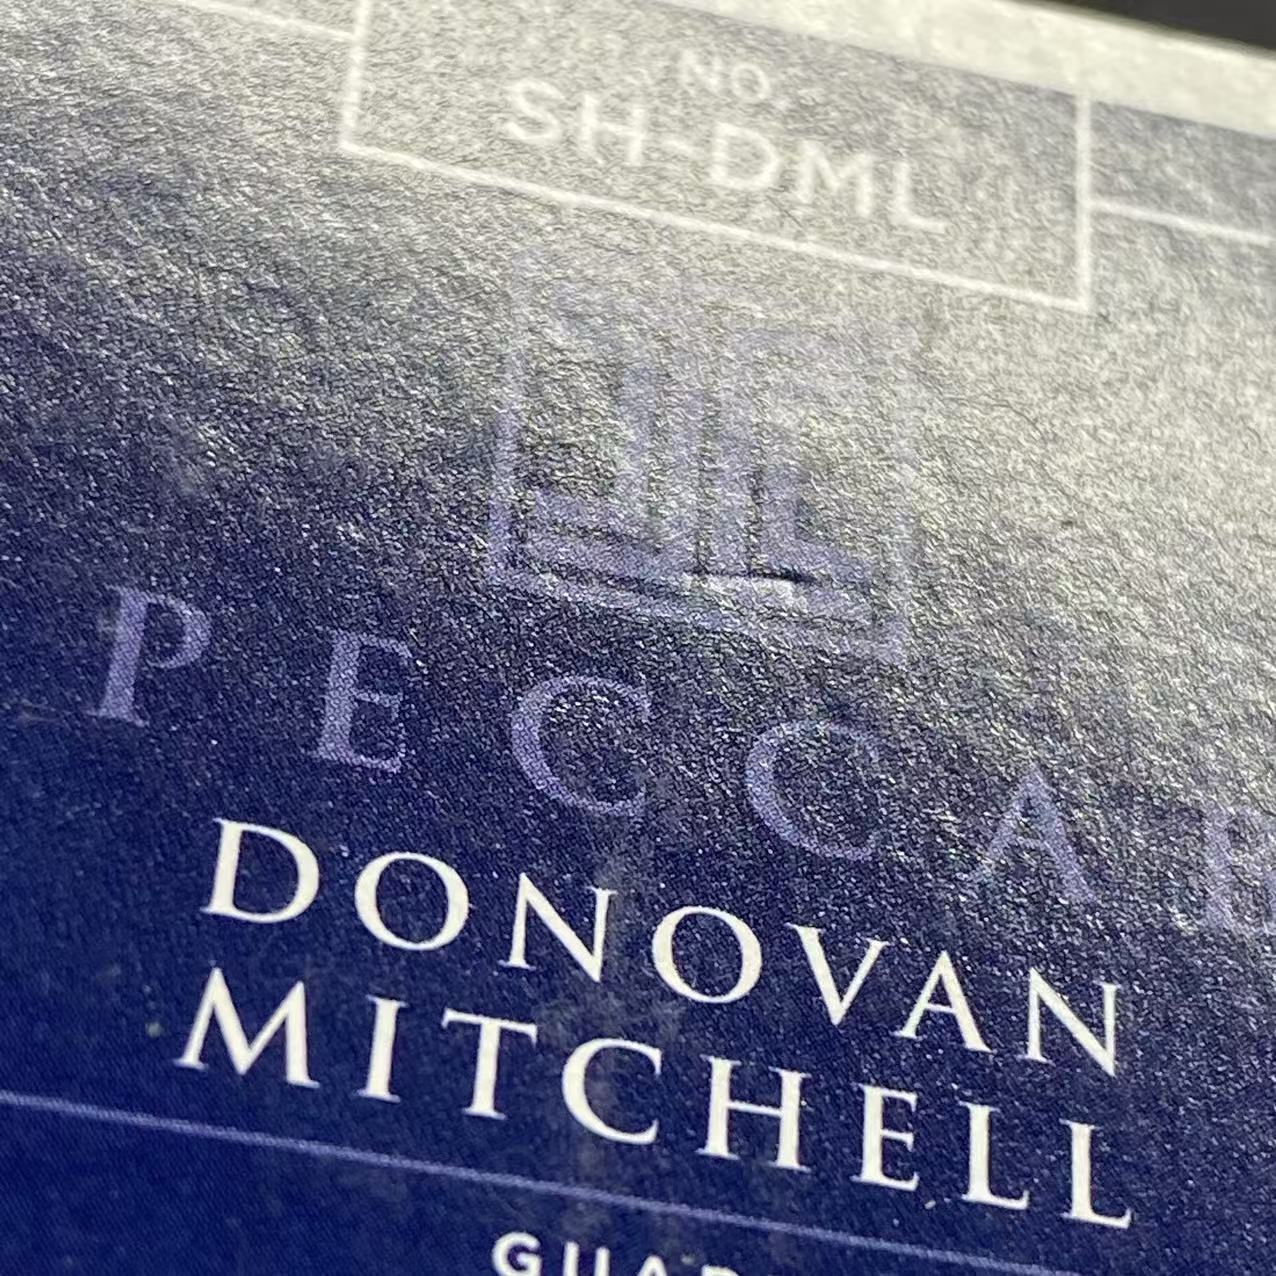 NO.
SH-DML
PECCA
DONOVAN
MITCHELL